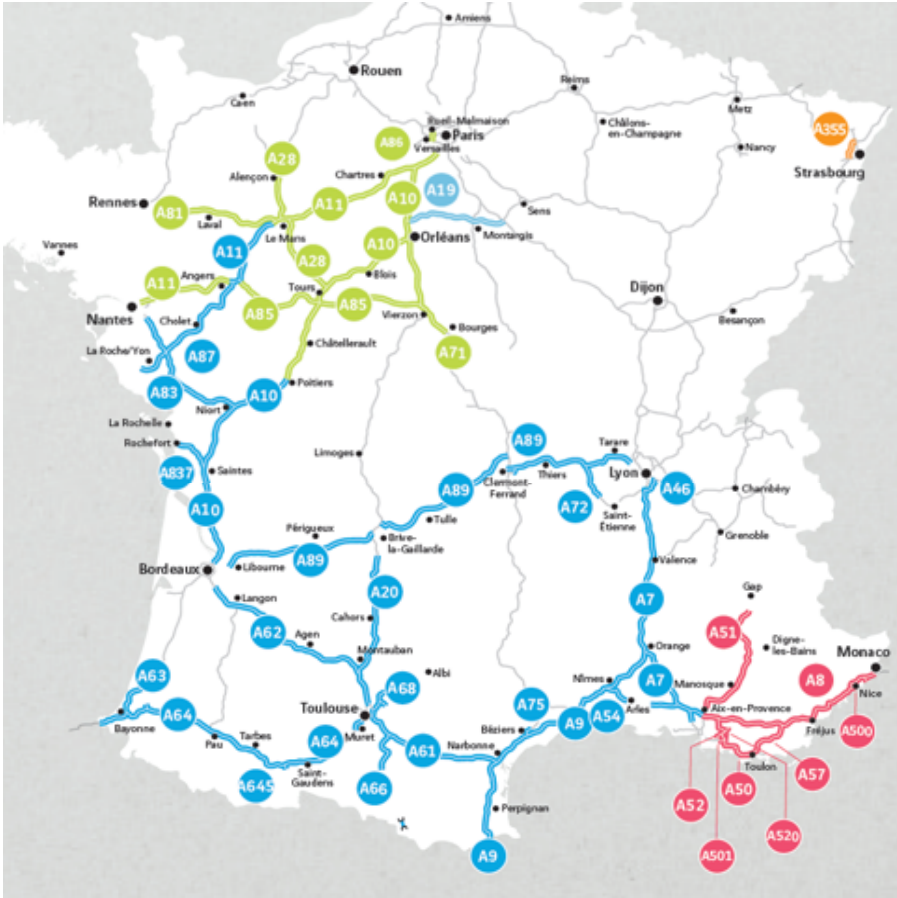 Amiens
Rouen
Reims
Caen
Metz
Rueil-Malmaison
Paris
Versailles
A86
Châlons-
en-Champagne
A355
Nancy
Strasbourg
A28
Alençon
Chartres
A19
Rennes
A81
Laval
A11
A10
Sens
Le Mans
Montargis
Orléans
Vannes
A11
A28
A10
Blois
A11
Angers
Tours
Dijon
Nantes
A85
A85
Vierzon
Besançon
Cholet
Bourges
Châtellerault
La Roche/Yon
A87
A71
A83
A10
Poitiers
Niort
La Rochelle
Rochefort
A837
Saintes
Limoges
A89
Tarare
Clermont-
Ferrand
Thiers
Lyon
A46
A89
A72
Saint-
Étienne
Chambéry
A10
Périgueux
Tulle
Brive-
la-Gaillarde
Grenoble
A89
Libourne
Valence
Bordeaux
Langon
A20
A7
Gap
Cahors
A62
Agen
A51
Digne-
les-Bains
Montauban
Orange
Monaco
A63
Albi
A68
Nîmes
A7
Manosque
A8
Nice
Toulouse
A75
A9
A54
Arles
Aix-en-Provence
Bayonne
A64
Muret
Béziers
Fréjus
A500
Pau
Tarbes
A64
A61
Narbonne
Toulon
A645
Saint-
Gaudens
A66
A57
A50
A52
Perpignan
A520
A9
A501